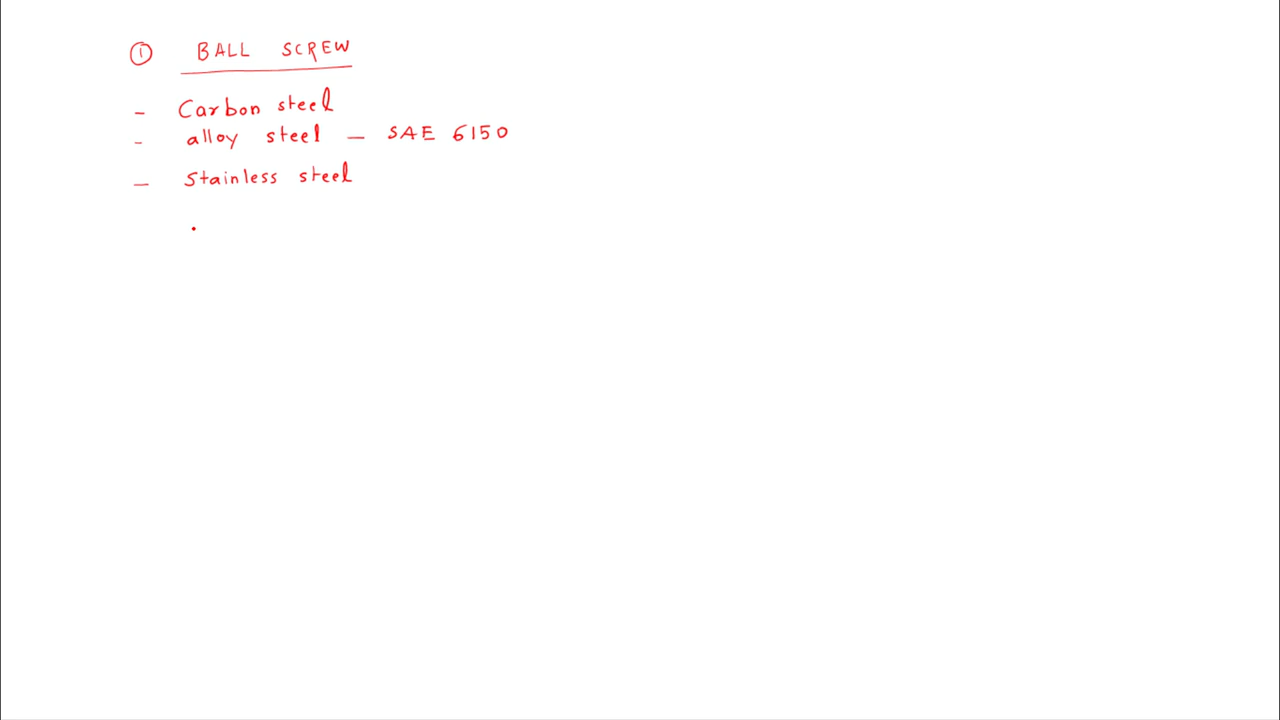 ① BALL SCREW
- Carbon steel
- alloy steel — SAE 6150
- Stainless steel